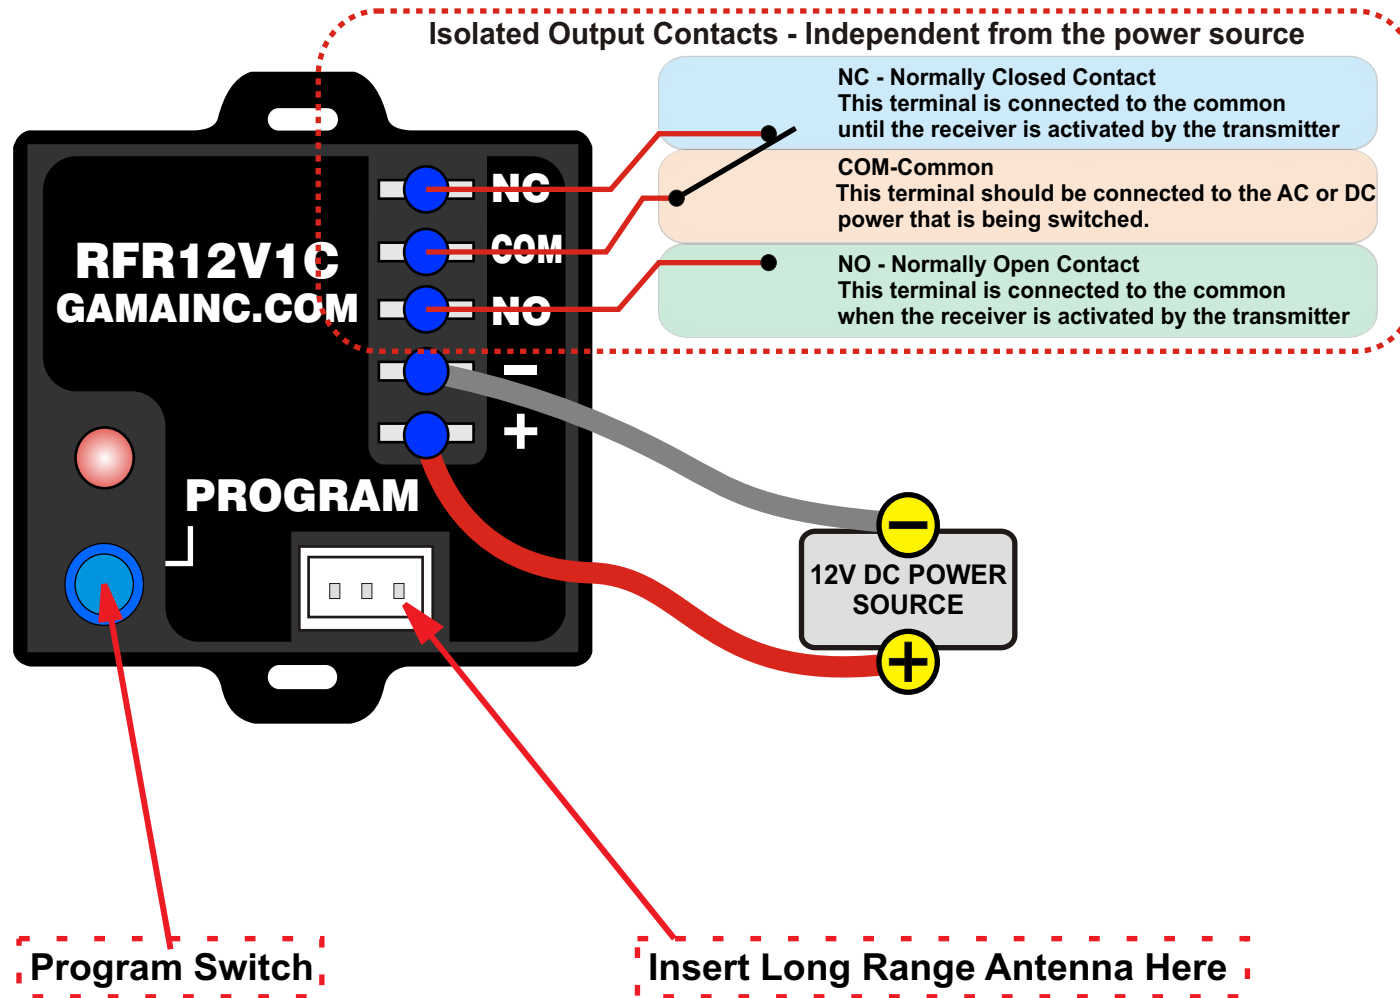 Isolated Output Contacts - Independent from the power source
NC - Normally Closed Contact
This terminal is connected to the common
until the receiver is activated by the transmitter
COM-Common
This terminal should be connected to the AC or DC
power that is being switched.
NO - Normally Open Contact
This terminal is connected to the common
when the receiver is activated by the transmitter
NC
COM
NO
−
+
RFR12V1C
GAMAINC.COM
PROGRAM
−
12V DC POWER
SOURCE
+
Program Switch
Insert Long Range Antenna Here